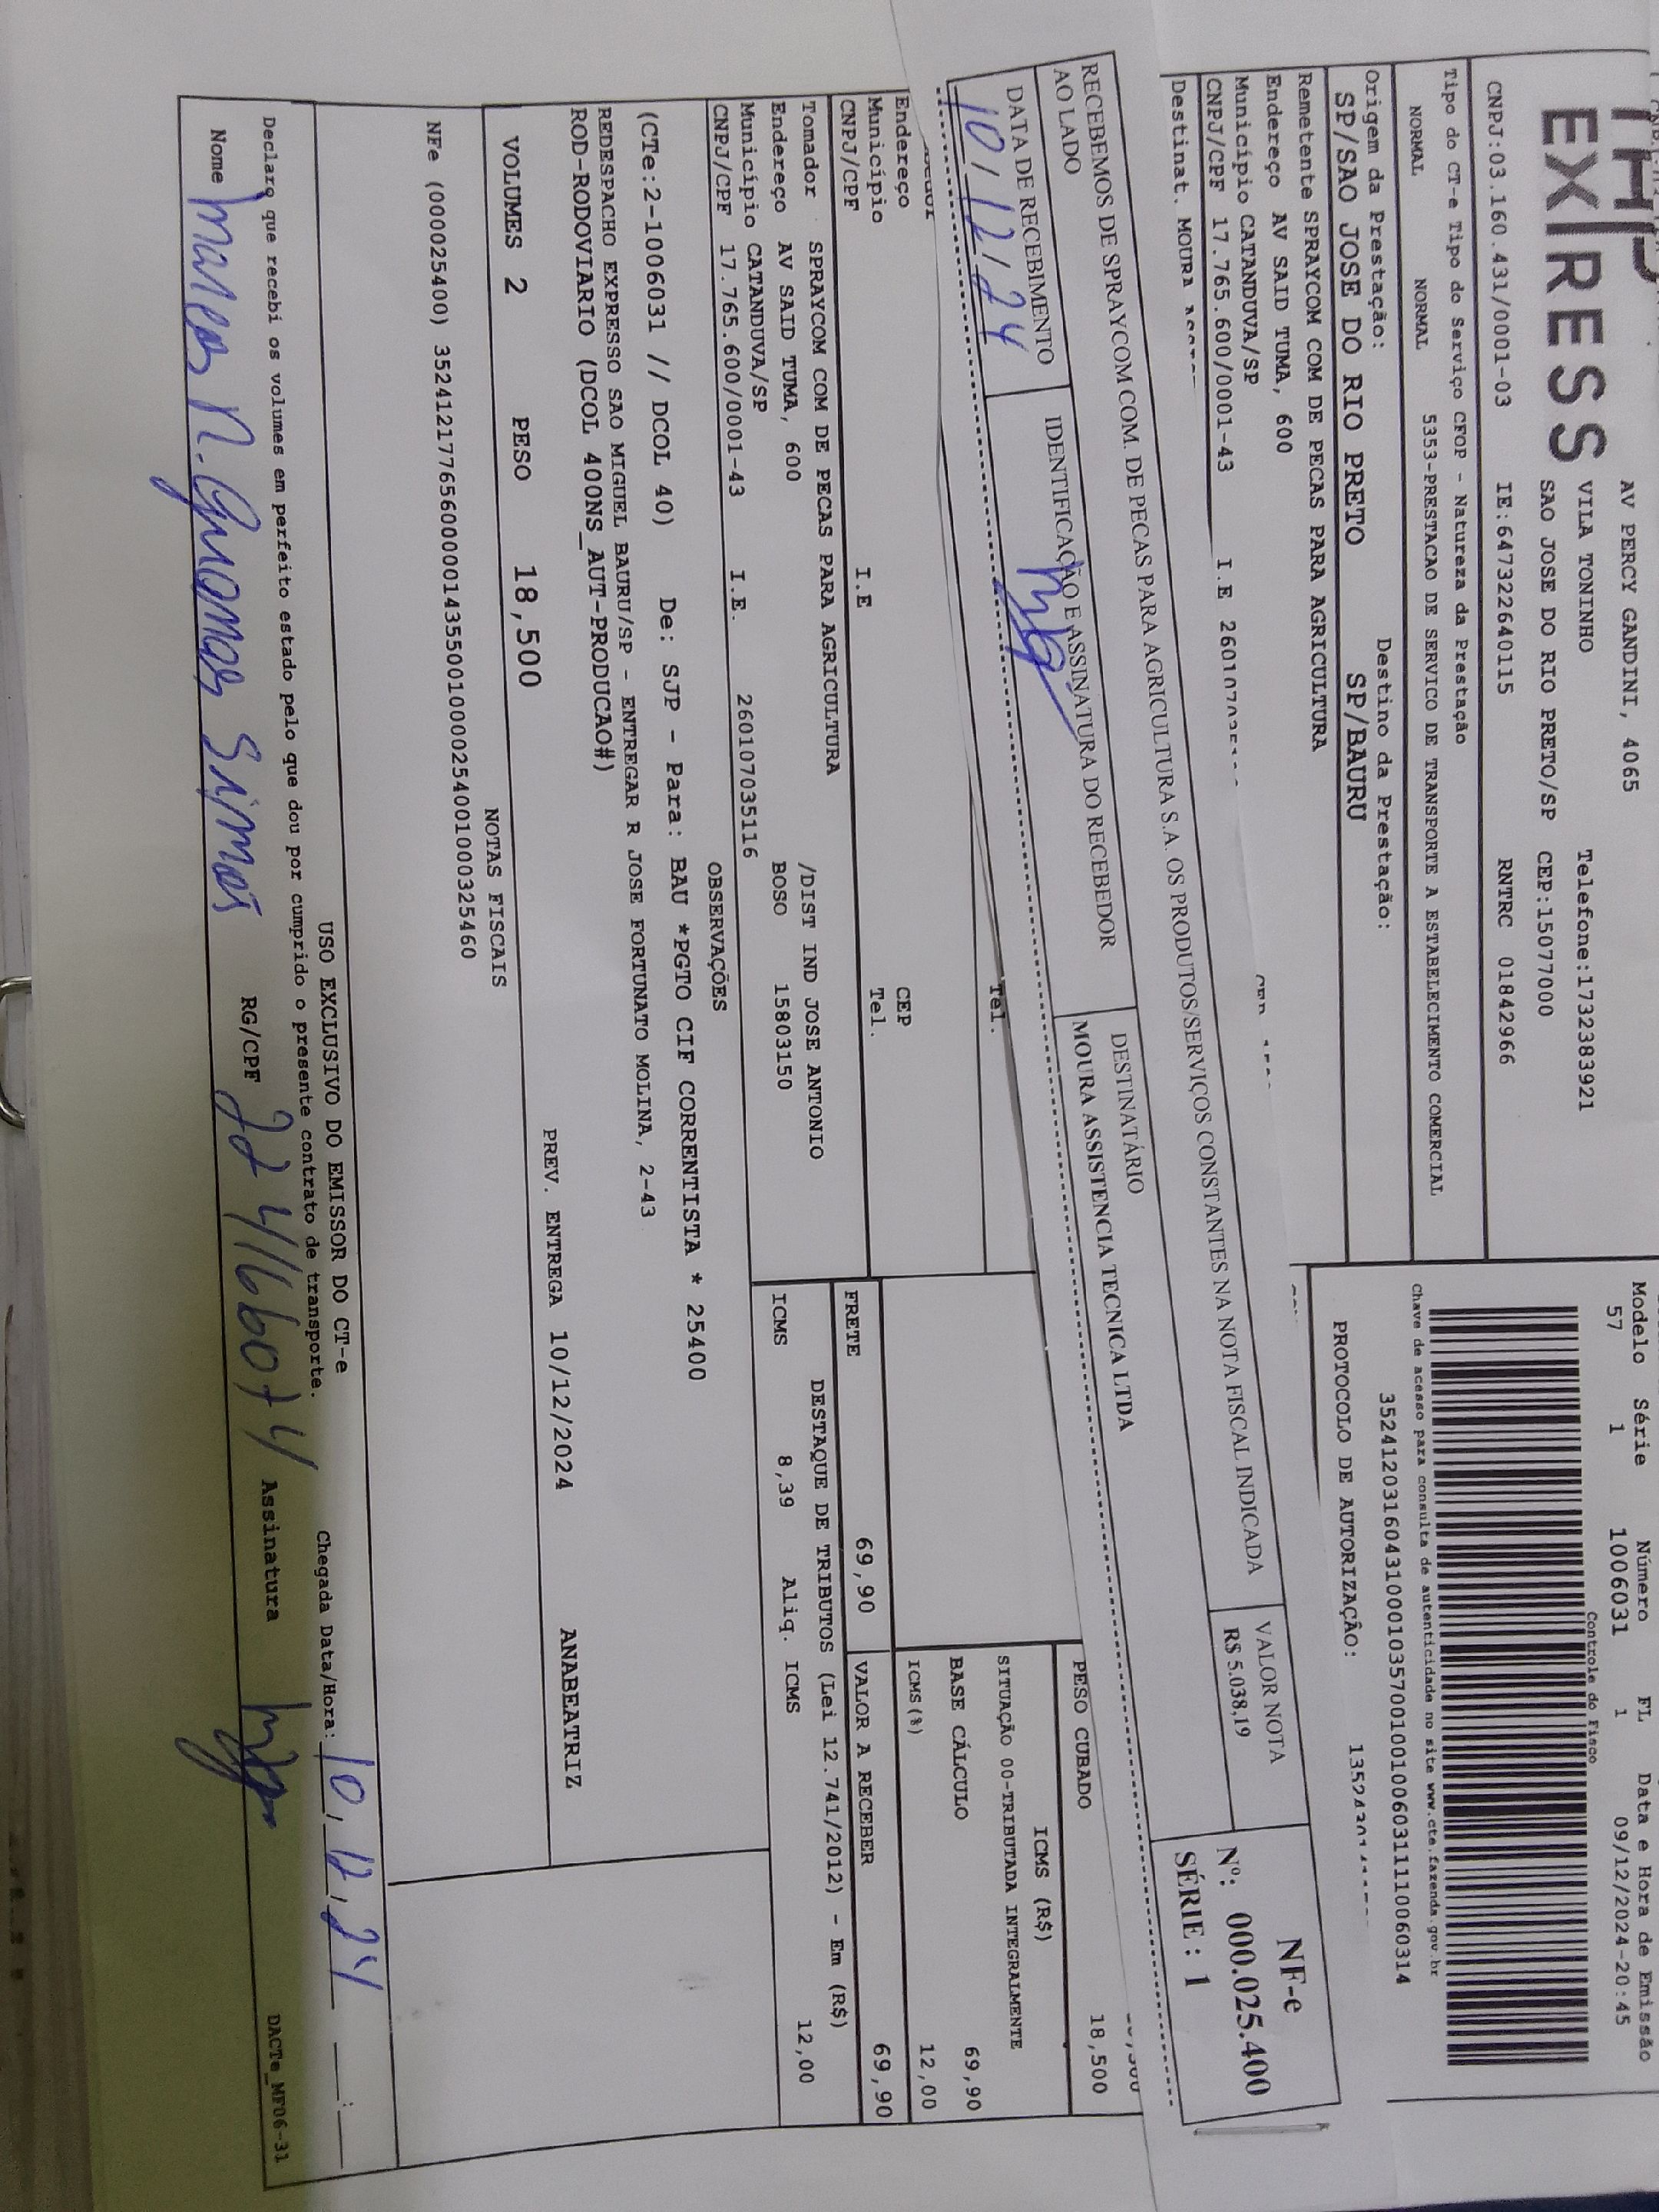 EXPRESS
AV PERCY GANDINI, 4065
VILA TONINHO Telefone:1732383921
SAO JOSE DO RIO PRETO/SP CEP:15077000
CNPJ:03.160.431/0001-03 IE:647322640115 RNTRC 01842966
Modelo Série Número FL Data e Hora de Emissão
57 1 1006031 1 09/12/2024-20:45
Controle do Fisco
Tipo do CT-e Tipo do Serviço CFOP - Natureza da Prestação
NORMAL NORMAL 5353-PRESTACAO DE SERVICO DE TRANSPORTE A ESTABELECIMENTO COMERCIAL
Chave de acesso para consulta de autenticidade no site www.cte.fazenda.gov.br
35241203160431000103570010010060311110060314
Origem da Prestação: Destino da Prestação:
SP/SAO JOSE DO RIO PRETO SP/BAURU
PROTOCOLO DE AUTORIZAÇÃO:
Remetente SPRAYCOM COM DE PECAS PARA AGRICULTURA
Endereço AV SAID TUMA, 600
Município CATANDUVA/SP
CNPJ/CPF 17.765.600/0001-43 I.E
Destinat. MOURA
RECEBEMOS DE SPRAYCOM COM. DE PECAS PARA AGRICULTURA S.A. OS PRODUTOS/SERVIÇOS CONSTANTES NA NOTA FISCAL INDICADA
AO LADO
VALOR NOTA
R$ 5.038,19
NF-e
Nº: 000.025.400
SÉRIE : 1
DATA DE RECEBIMENTO
10/12/24
IDENTIFICAÇÃO E ASSINATURA DO RECEBEDOR
DESTINATÁRIO
MOURA ASSISTENCIA TECNICA LTDA
Tel.
PESO CUBADO 18,500
Endereço CEP
Município Tel.
CNPJ/CPF I.E
ICMS (R$)
SITUAÇÃO 00-TRIBUTADA INTEGRALMENTE
BASE CÁLCULO 69,90
ICMS (%) 12,00
FRETE 69,90 VALOR A RECEBER 69,90
Tomador SPRAYCOM COM DE PECAS PARA AGRICULTURA
Endereço AV SAID TUMA, 600 /DIST IND JOSE ANTONIO
BOSO 15803150
Município CATANDUVA/SP
CNPJ/CPF 17.765.600/0001-43 I.E. 260107035116
DESTAQUE DE TRIBUTOS (Lei 12.741/2012) - Em (R$)
ICMS 8,39 Aliq. ICMS 12,00
OBSERVAÇÕES
(CTe:2-1006031 // DCOL 40) De: SJP - Para: BAU *PGTO CIF CORRENTISTA * 25400
REDESPACHO EXPRESSO SAO MIGUEL BAURU/SP - ENTREGAR R JOSE FORTUNATO MOLINA, 2-43
ROD-RODOVIARIO (DCOL 400NS_AUT-PRODUCAO#)
VOLUMES 2 PESO 18,500 PREV. ENTREGA 10/12/2024 ANABEATRIZ
NOTAS FISCAIS
NFe (000025400) 35241217765600000143550010000254001000325460
USO EXCLUSIVO DO EMISSOR DO CT-e
Declaro que recebi os volumes em perfeito estado pelo que dou por cumprido o presente contrato de transporte.
Chegada Data/Hora: 10,12,24
Nome Marcos RG/CPF Assinatura
DACTe_MF06-31